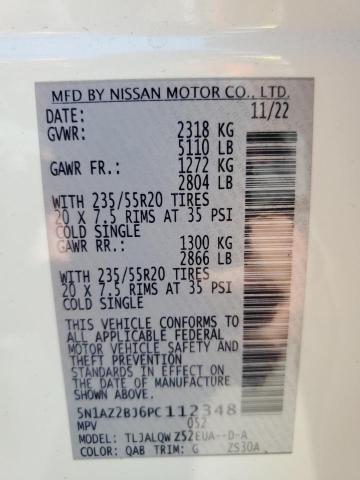 MFD BY NISSAN MOTOR CO., LTD.
DATE: 11/22
GVWR: 2318 KG
5110 LB
GAWR FR.: 1272 KG
2804 LB
WITH 235/55R20 TIRES
20 X 7.5 RIMS AT 35 PSI
COLD SINGLE
GAWR RR.: 1300 KG
2866 LB
WITH 235/55R20 TIRES
20 X 7.5 RIMS AT 35 PSI
COLD SINGLE
THIS VEHICLE CONFORMS TO
ALL APPLICABLE FEDERAL
MOTOR VEHICLE SAFETY AND
THEFT PREVENTION
STANDARDS IN EFFECT ON
THE DATE OF MANUFACTURE
SHOWN ABOVE.
5N1AZ2BJ6PC112348
MPV 052
MODEL: TLJALQWZ52EUA--D-A
COLOR: QAB TRIM: G ZS30A